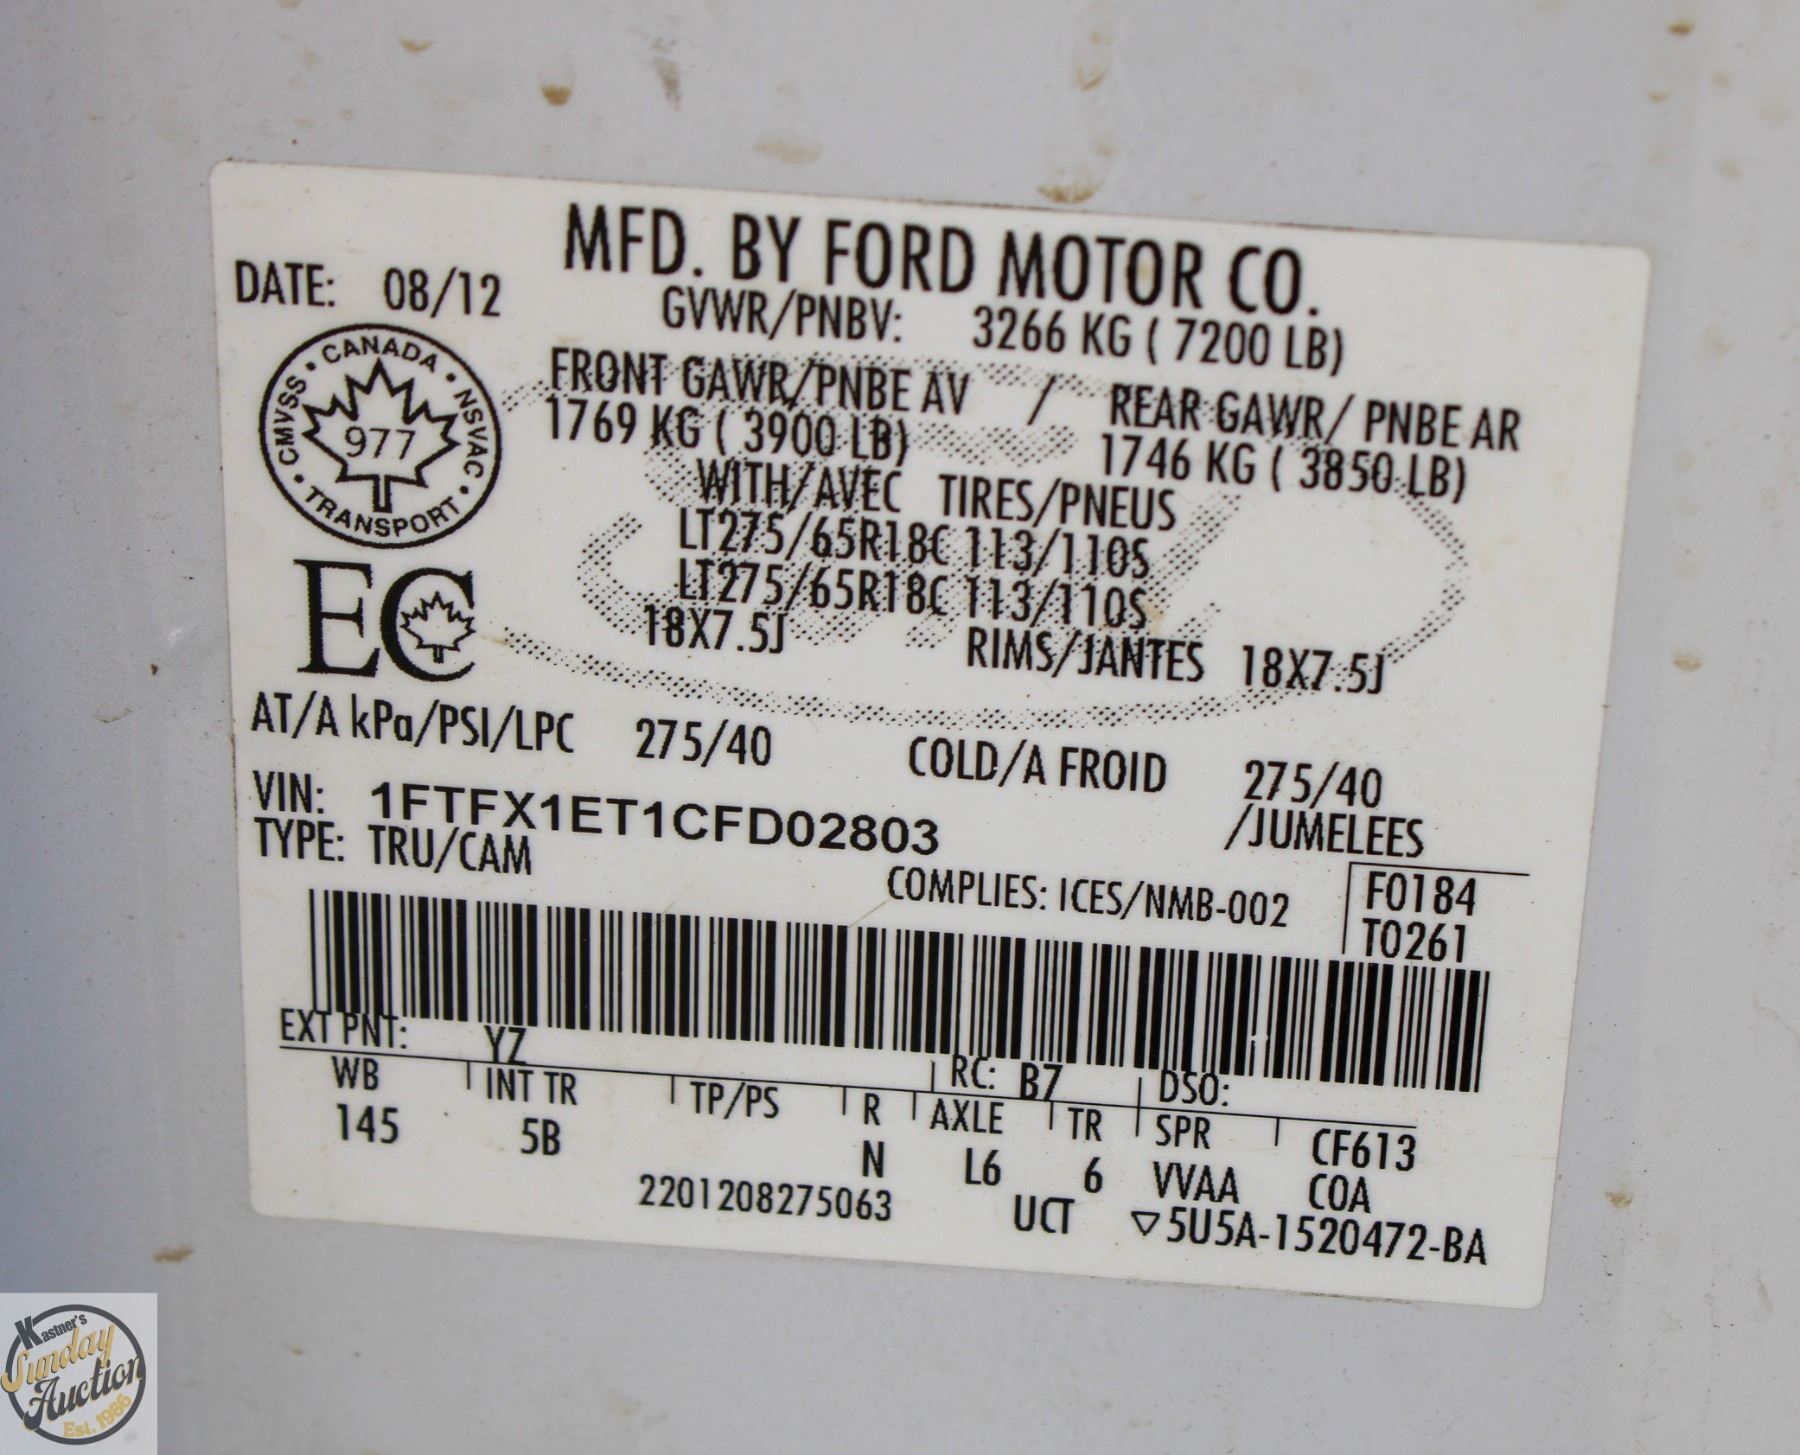 MFD. BY FORD MOTOR CO.
DATE: 08/12
GVWR/PNBV: 3266 KG ( 7200 LB)
CANADA • NSVAC • TRANSPORT • CMVSS •
977
FRONT GAWR/PNBE AV / REAR GAWR/ PNBE AR
1769 KG ( 3900 LB) 1746 KG ( 3850 LB)
WITH/AVEC TIRES/PNEUS
LT275/65R18C 113/110S
LT275/65R18C 113/110S
18X7.5J RIMS/JANTES 18X7.5J
EC
AT/A kPa/PSI/LPC 275/40 COLD/A FROID 275/40
VIN: 1FTFX1ET1CFD02803 /JUMELEES
TYPE: TRU/CAM
COMPLIES: ICES/NMB-002
F0184
T0261
EXT PNT: YZ RC: B7 DSO:
WB INT TR TP/PS R AXLE TR SPR CF613
145 5B N L6 6 VVAA COA
2201208275063 UCT ▽5U5A-1520472-BA
Kastner's
Sunday
Auction
Est. 1986